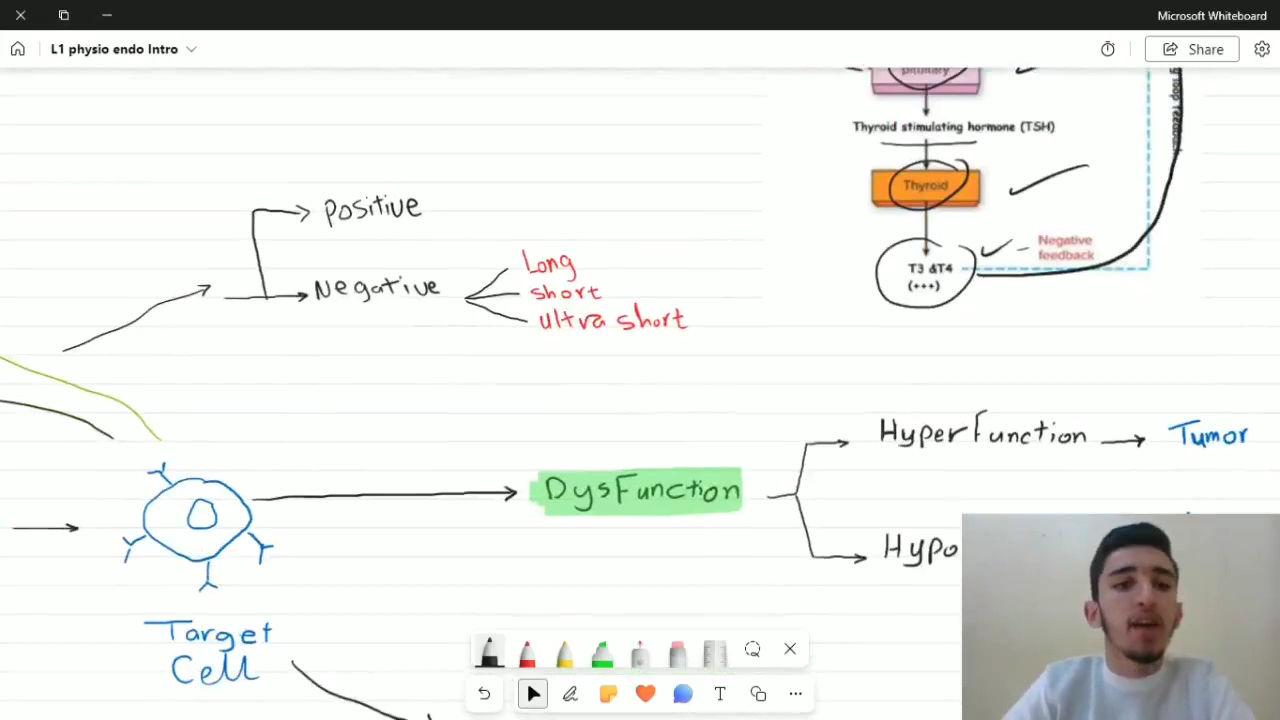 Microsoft Whiteboard
L1 physio endo Intro
Share
pituitary
Thyroid stimulating hormone (TSH)
Thyroid
Negative
feedback
T3 &T4
(+++)
positive
Negative
Long
short
ultra short
HyperFunction
Tumor
DysFunction
Hypo
Target
Cell
T